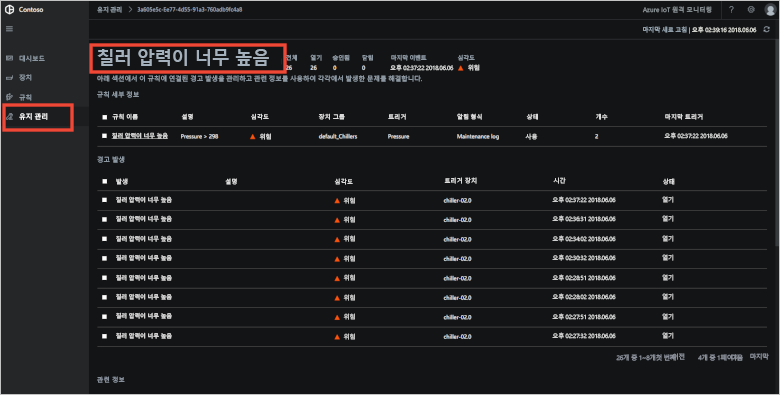 Contoso
유지 관리 > 3a605e5c-6e77-4d55-91a3-760adb9fc4a8
Azure IoT 원격 모니터링
마지막 새로 고침 | 오후 02:39:16 2018.06.06
대시보드
장치
규칙
유지 관리
칠러 압력이 너무 높음
전체 열기 승인됨 닫힘 마지막 이벤트 심각도
26 26 0 0 오후 02:37:22 2018.06.06 위험
아래 섹션에서 이 규칙에 연결된 경고 발생을 관리하고 관련 정보를 사용하여 각각에서 발생한 문제를 해결합니다.
규칙 세부 정보
규칙 이름 설명 심각도 장치 그룹 트리거 알림 형식 상태 개수 마지막 트리거
칠러 압력이 너무 높음 Pressure > 298 위험 default_Chillers Pressure Maintenance log 사용 2 오후 02:37:22 2018.06.06
경고 발생
발생 설명 심각도 트리거 장치 시간 상태
칠러 압력이 너무 높음 위험 chiller-02.0 오후 02:37:22 2018.06.06 열기
칠러 압력이 너무 높음 위험 chiller-02.0 오후 02:36:31 2018.06.06 열기
칠러 압력이 너무 높음 위험 chiller-02.0 오후 02:34:02 2018.06.06 열기
칠러 압력이 너무 높음 위험 chiller-02.0 오후 02:30:32 2018.06.06 열기
칠러 압력이 너무 높음 위험 chiller-02.0 오후 02:28:51 2018.06.06 열기
칠러 압력이 너무 높음 위험 chiller-02.0 오후 02:28:02 2018.06.06 열기
칠러 압력이 너무 높음 위험 chiller-02.0 오후 02:27:51 2018.06.06 열기
칠러 압력이 너무 높음 위험 chiller-02.0 오후 02:27:32 2018.06.06 열기
26개 중 1-8개 첫 번째 이전 4개 중 1페이지 다음 마지막
관련 정보